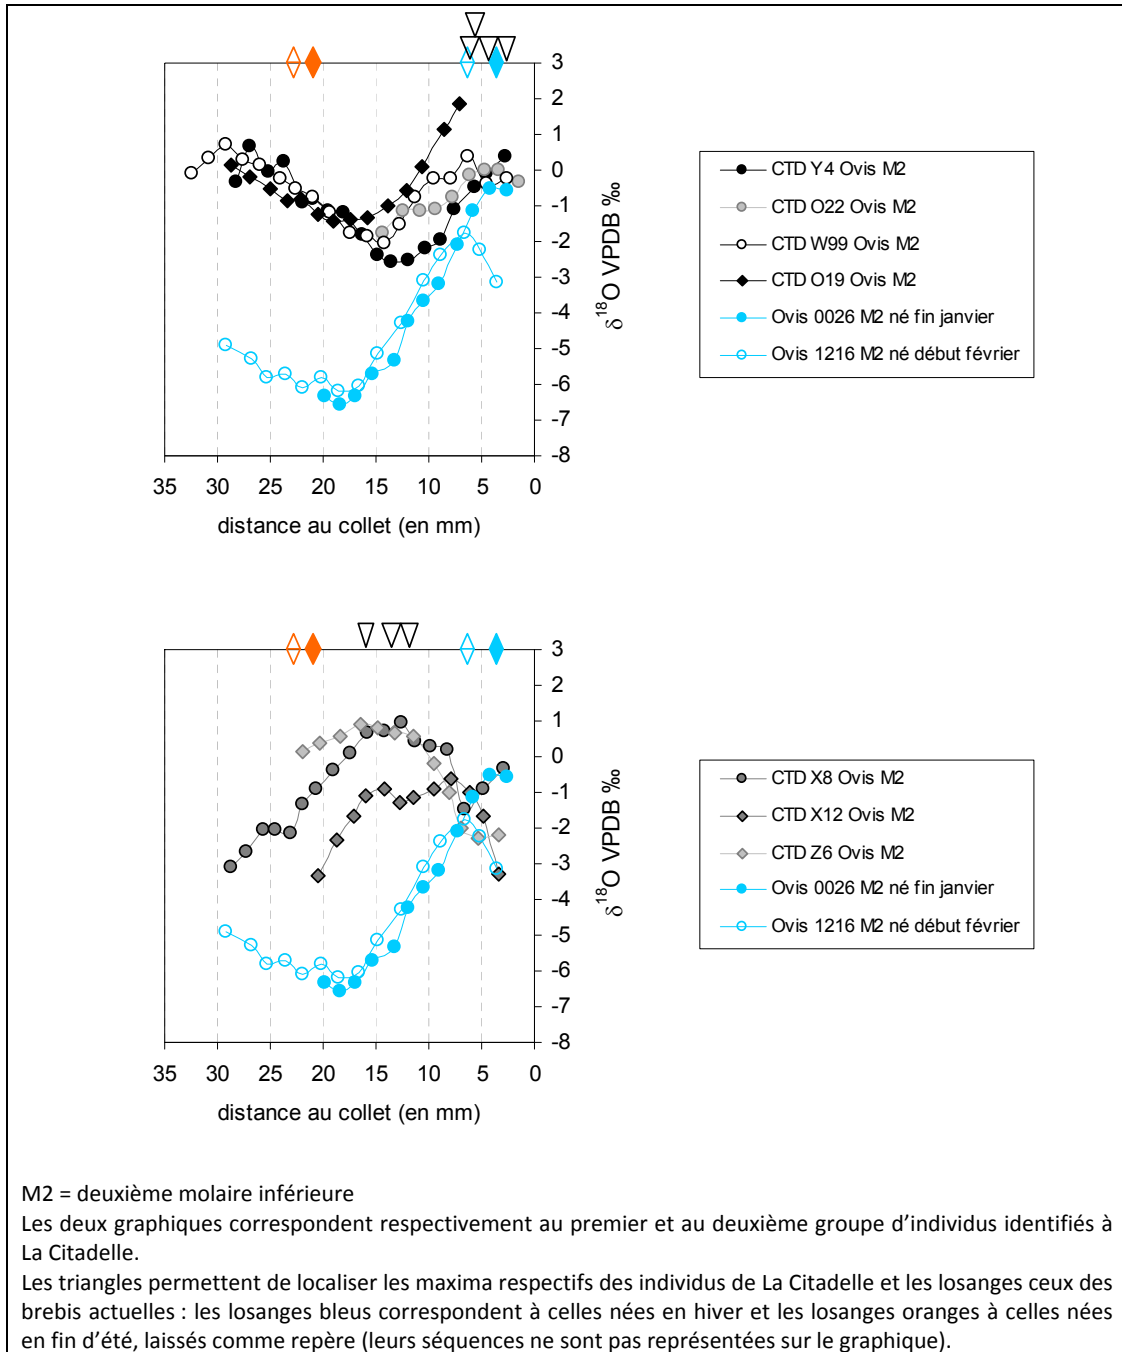 3
2
1
0
-1
-2
-3
-4
-5
-6
-7
-8
δ18O VPDB ‰
35 30 25 20 15 10 5 0
distance au collet (en mm)
CTD Y4 Ovis M2
CTD O22 Ovis M2
CTD W99 Ovis M2
CTD O19 Ovis M2
Ovis 0026 M2 né fin janvier
Ovis 1216 M2 né début février
3
2
1
0
-1
-2
-3
-4
-5
-6
-7
-8
δ18O VPDB ‰
35 30 25 20 15 10 5 0
distance au collet (en mm)
CTD X8 Ovis M2
CTD X12 Ovis M2
CTD Z6 Ovis M2
Ovis 0026 M2 né fin janvier
Ovis 1216 M2 né début février
M2 = deuxième molaire inférieure
Les deux graphiques correspondent respectivement au premier et au deuxième groupe d’individus identifiés à
La Citadelle.
Les triangles permettent de localiser les maxima respectifs des individus de La Citadelle et les losanges ceux des
brebis actuelles : les losanges bleus correspondent à celles nées en hiver et les losanges oranges à celles nées
en fin d’été, laissés comme repère (leurs séquences ne sont pas représentées sur le graphique).